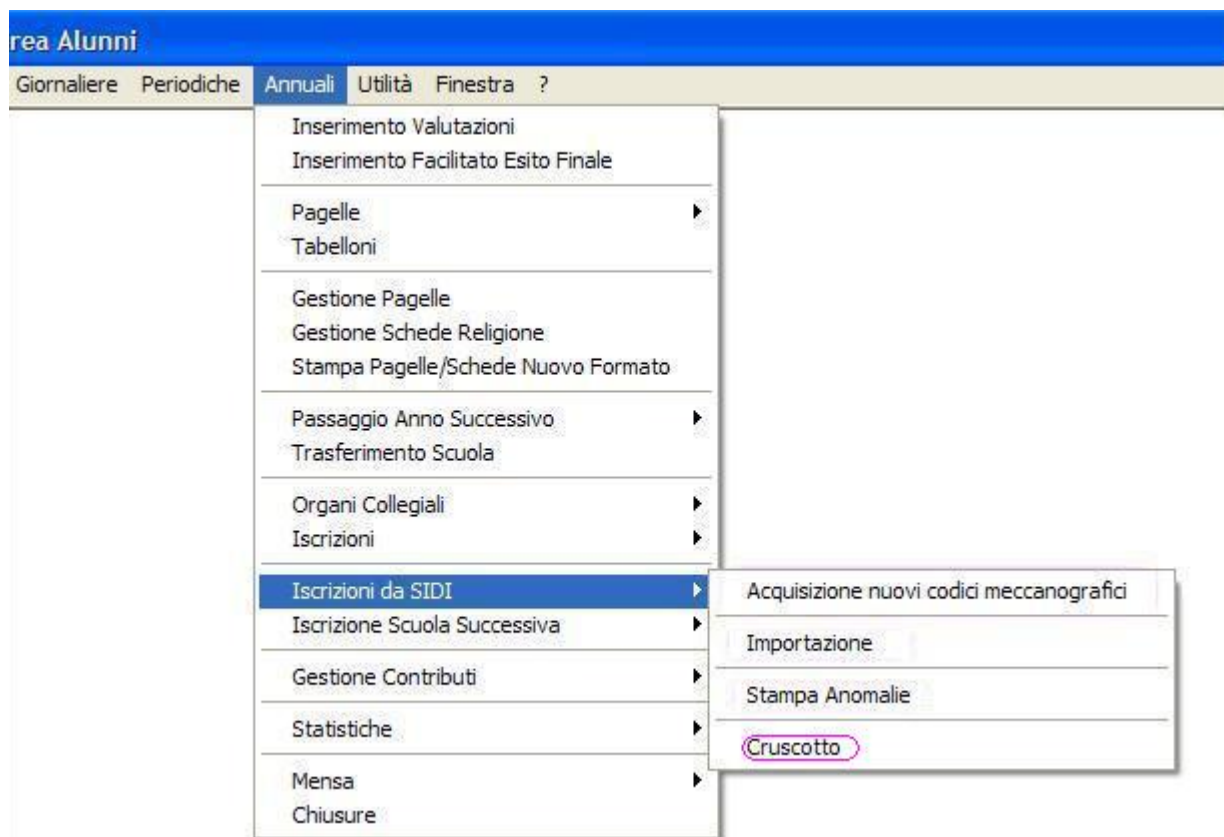 rea Alunni
Giornaliere Periodiche Annuali Utilità Finestra ?
Inserimento Valutazioni
Inserimento Facilitato Esito Finale
Pagelle
Tabelloni
Gestione Pagelle
Gestione Schede Religione
Stampa Pagelle/Schede Nuovo Formato
Passaggio Anno Successivo
Trasferimento Scuola
Organi Collegiali
Iscrizioni
Iscrizioni da SIDI
Iscrizione Scuola Successiva
Gestione Contributi
Statistiche
Mensa
Chiusure
Acquisizione nuovi codici meccanografici
Importazione
Stampa Anomalie
Cruscotto